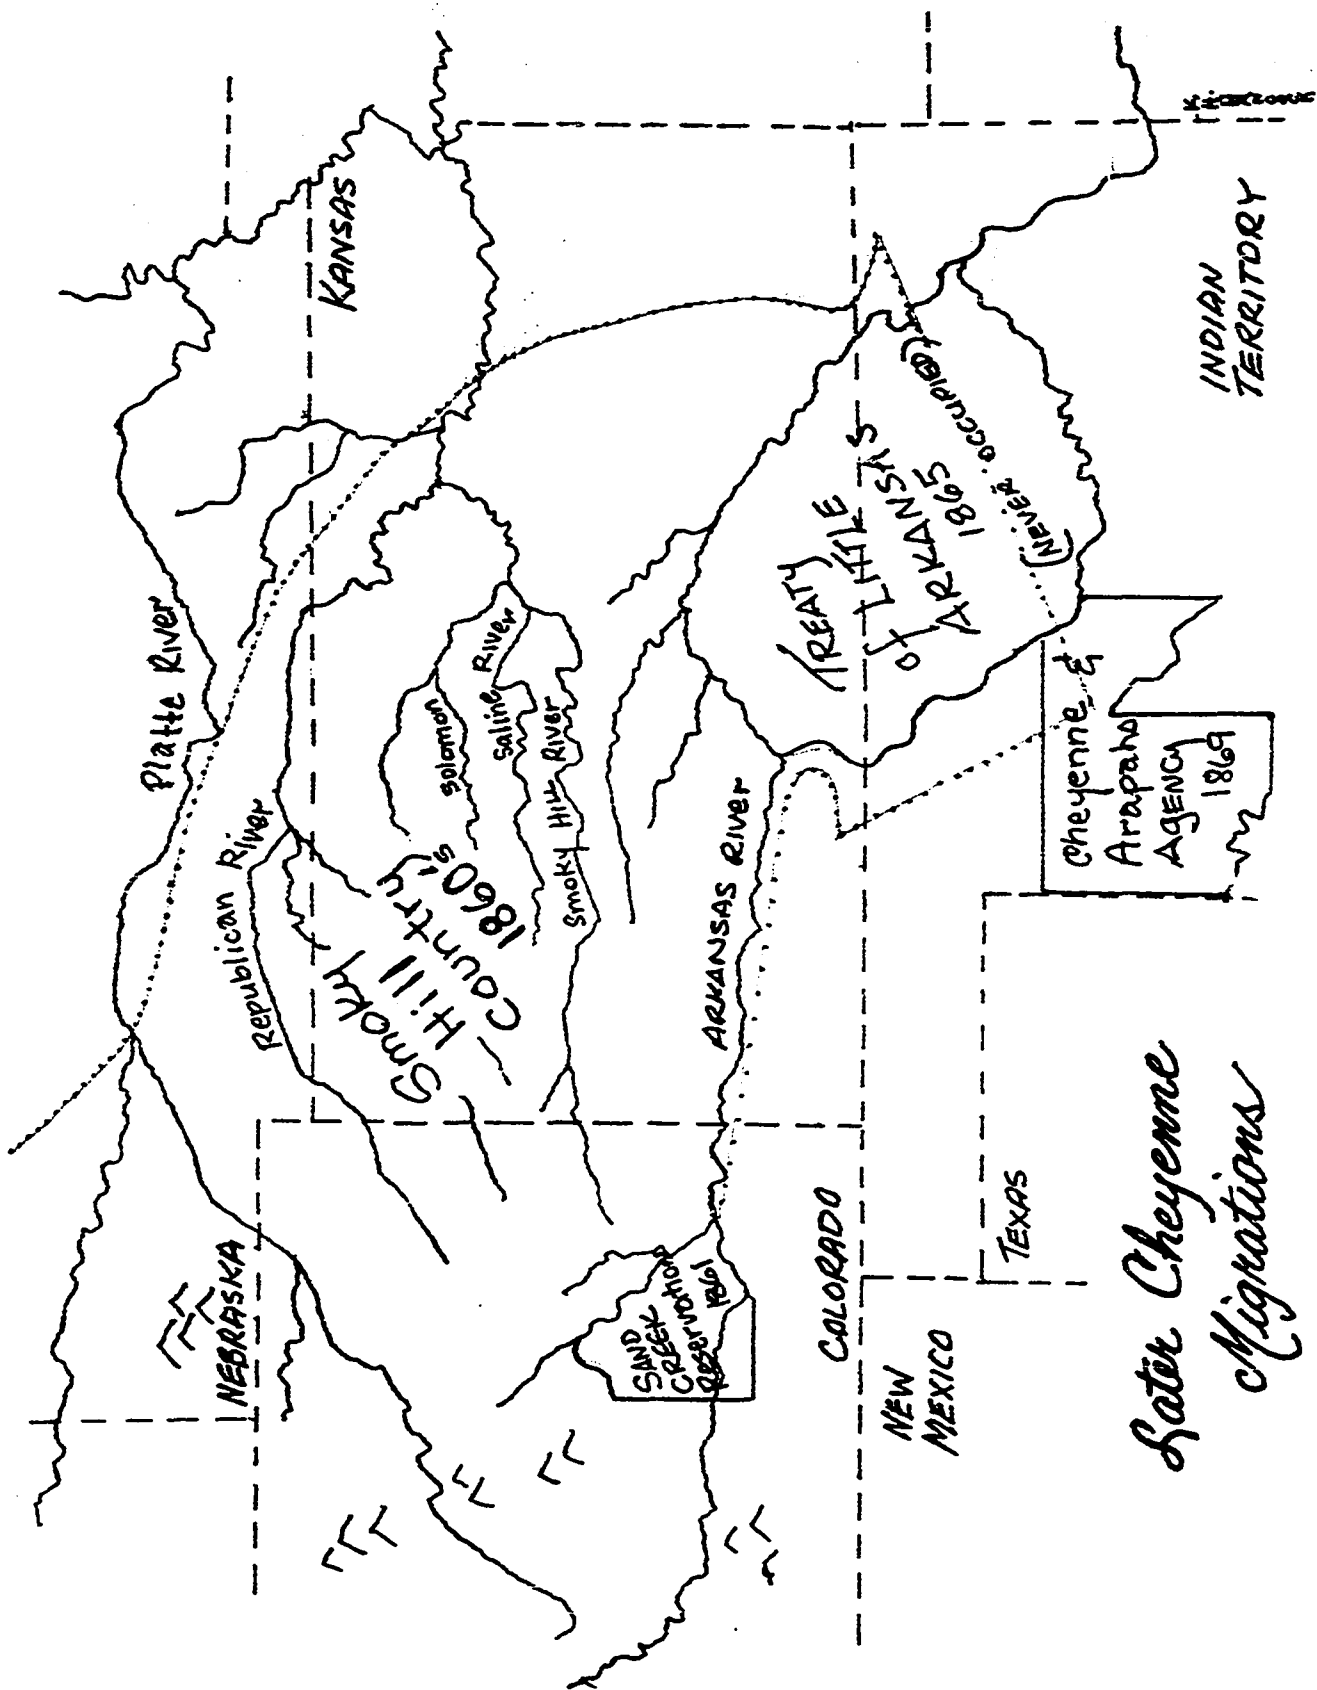 Platte River
KANSAS
NEBRASKA
Republican River
Smoky
Hill
Country
1860's
Solomon
Saline River
Smoky Hill River
ARKANSAS RIVER
SAND
CREEK
Reservation
1861
COLORADO
TREATY
of LITTLE
ARKANSAS
1865
(NEVER OCCUPIED)
NEW
MEXICO
TEXAS
Cheyenne &
Arapaho
AGENCY
1869
INDIAN
TERRITORY
Later Cheyenne
Migrations